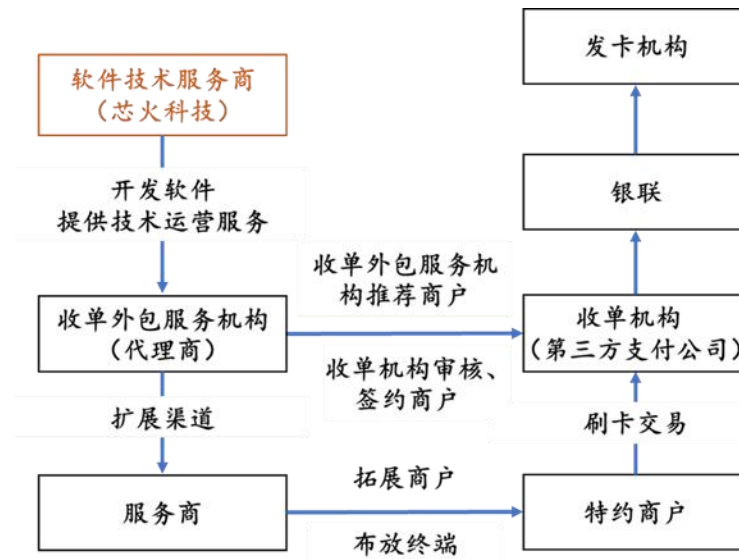 发卡机构
软件技术服务商
（芯火科技）
开发软件
提供技术运营服务
银联
收单外包服务机
构推荐商户
收单外包服务机构
（代理商）
收单机构
（第三方支付公司）
收单机构审核、
签约商户
扩展渠道
刷卡交易
服务商
拓展商户
布放终端
特约商户